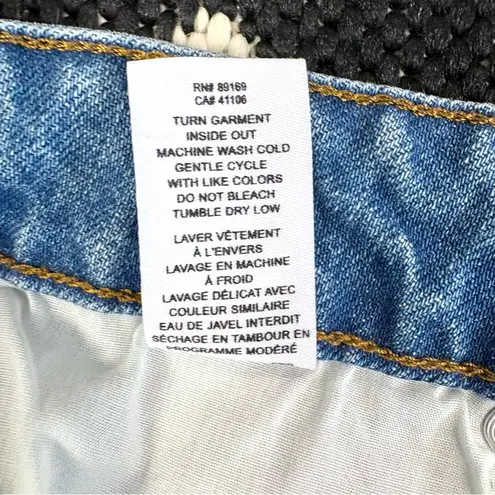 RN# 89169
CA# 41106
TURN GARMENT
INSIDE OUT
MACHINE WASH COLD
GENTLE CYCLE
WITH LIKE COLORS
DO NOT BLEACH
TUMBLE DRY LOW
LAVER VÊTEMENT
À L'ENVERS
LAVAGE EN MACHINE
À FROID
LAVAGE DÉLICAT AVEC
COULEUR SIMILAIRE
EAU DE JAVEL INTERDIT
SÉCHAGE EN TAMBOUR EN
PROGRAMME MODÉRÉ